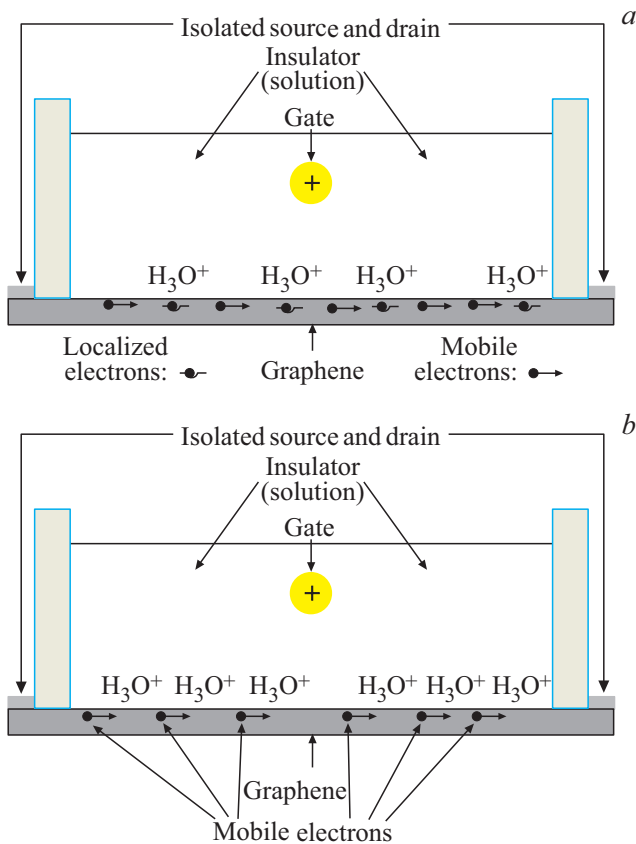 a
Isolated source and drain
Insulator
(solution)
Gate
+
H₃O⁺ H₃O⁺ H₃O⁺ H₃O⁺
Localized
electrons:
Graphene
Mobile
electrons:
b
Isolated source and drain
Insulator
(solution)
Gate
+
H₃O⁺ H₃O⁺ H₃O⁺ H₃O⁺ H₃O⁺ H₃O⁺
Graphene
Mobile electrons